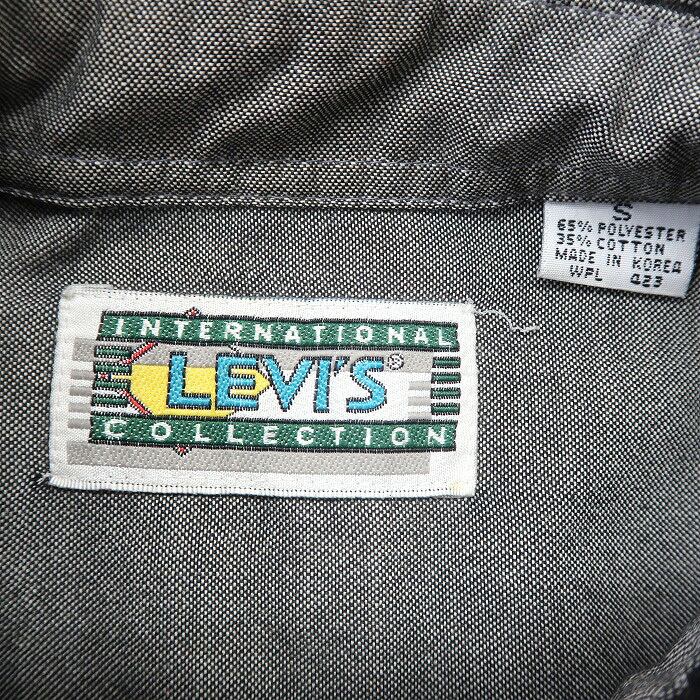 S
65% POLYESTER
35% COTTON
MADE IN KOREA
WPL 423
INTERNATIONAL
LEVI'S®
COLLECTION